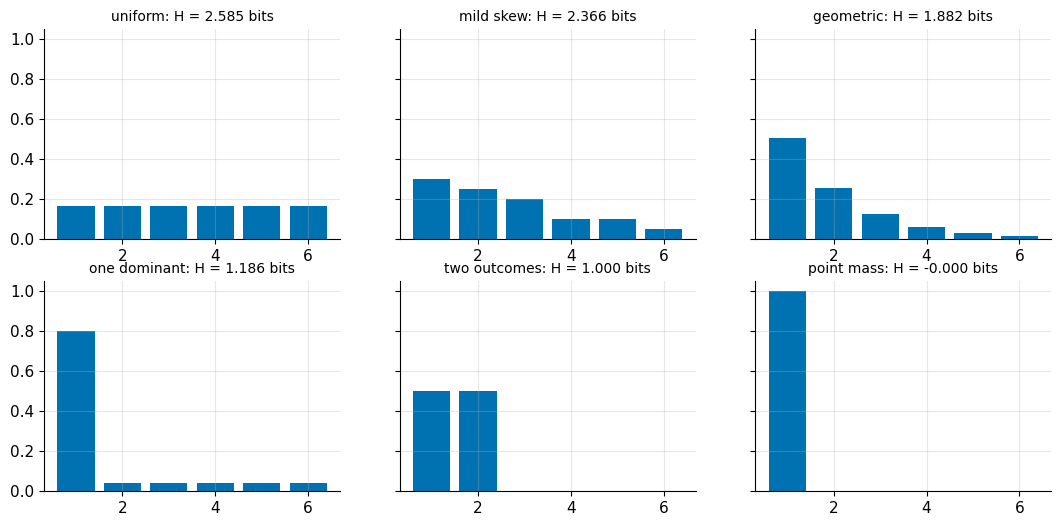 uniform: H = 2.585 bits
mild skew: H = 2.366 bits
geometric: H = 1.882 bits
1.0
0.8
0.6
0.4
0.2
0.0
2 4 6
2 4 6
2 4 6
one dominant: H = 1.186 bits
two outcomes: H = 1.000 bits
point mass: H = -0.000 bits
1.0
0.8
0.6
0.4
0.2
0.0
2 4 6
2 4 6
2 4 6